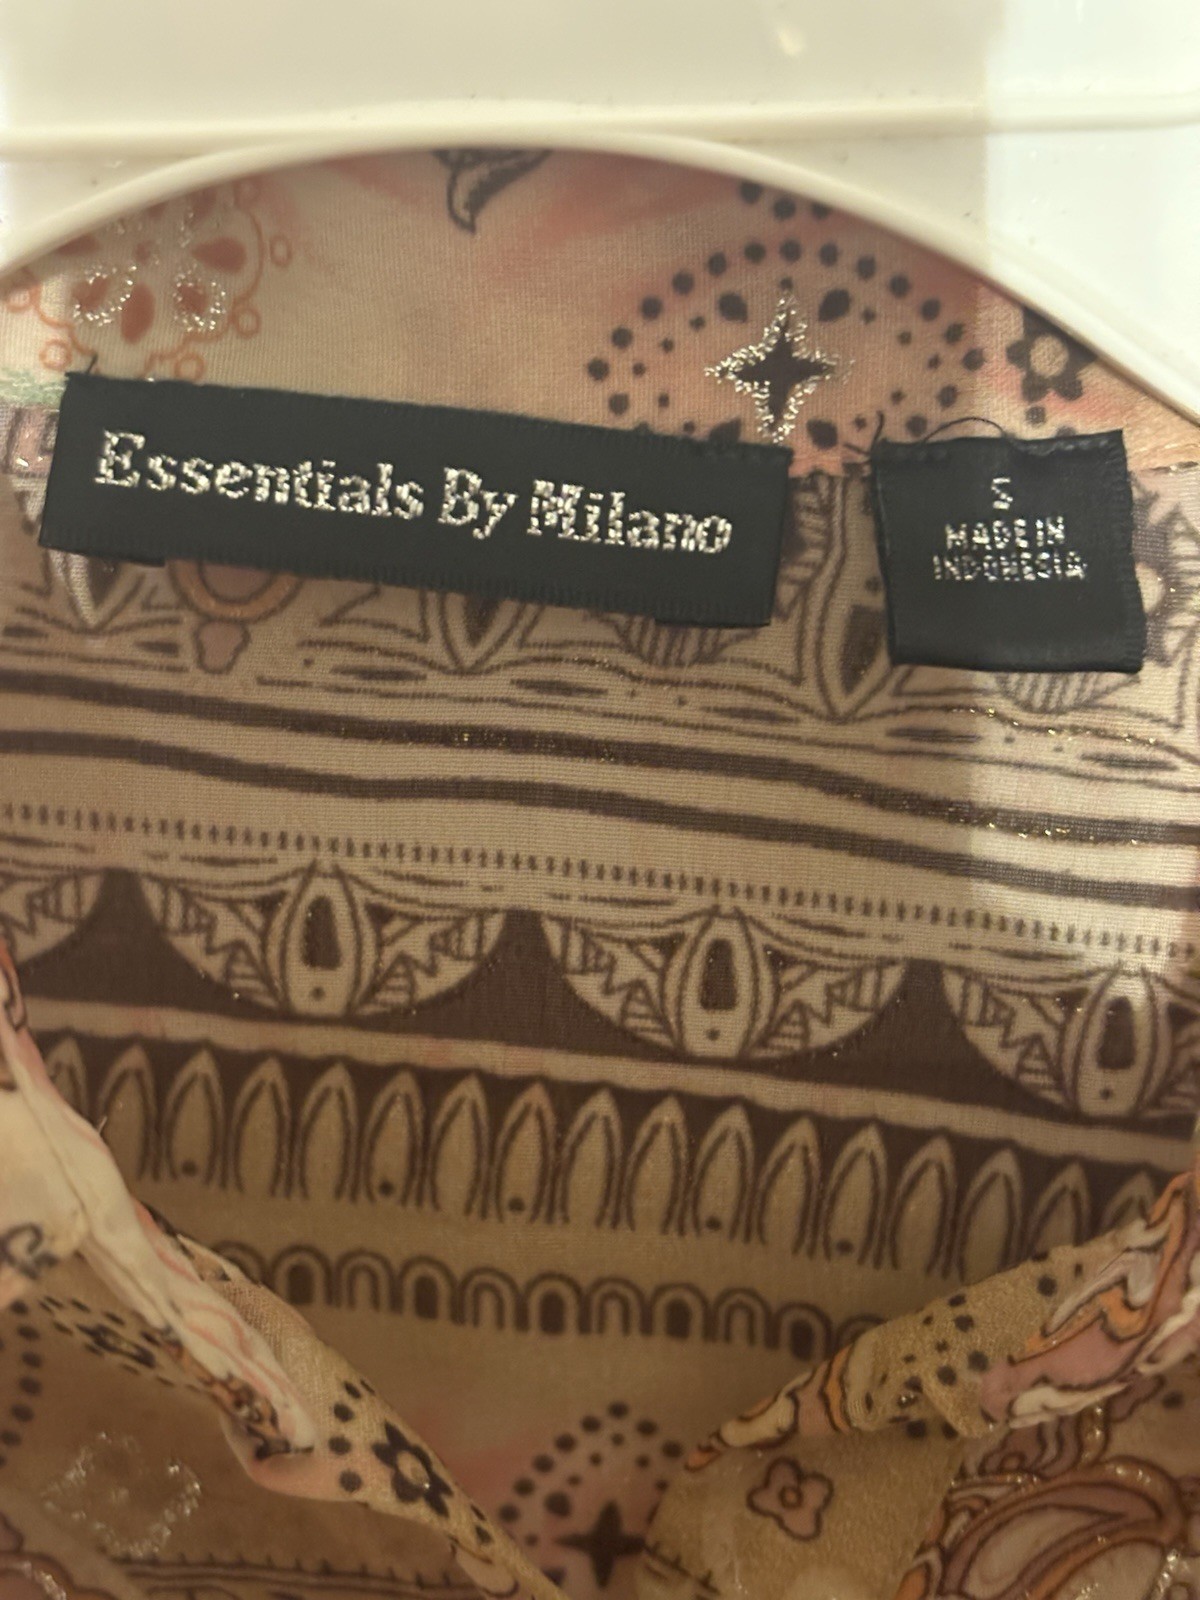 Essentials By Milano
S
MADE IN
INDONESIA